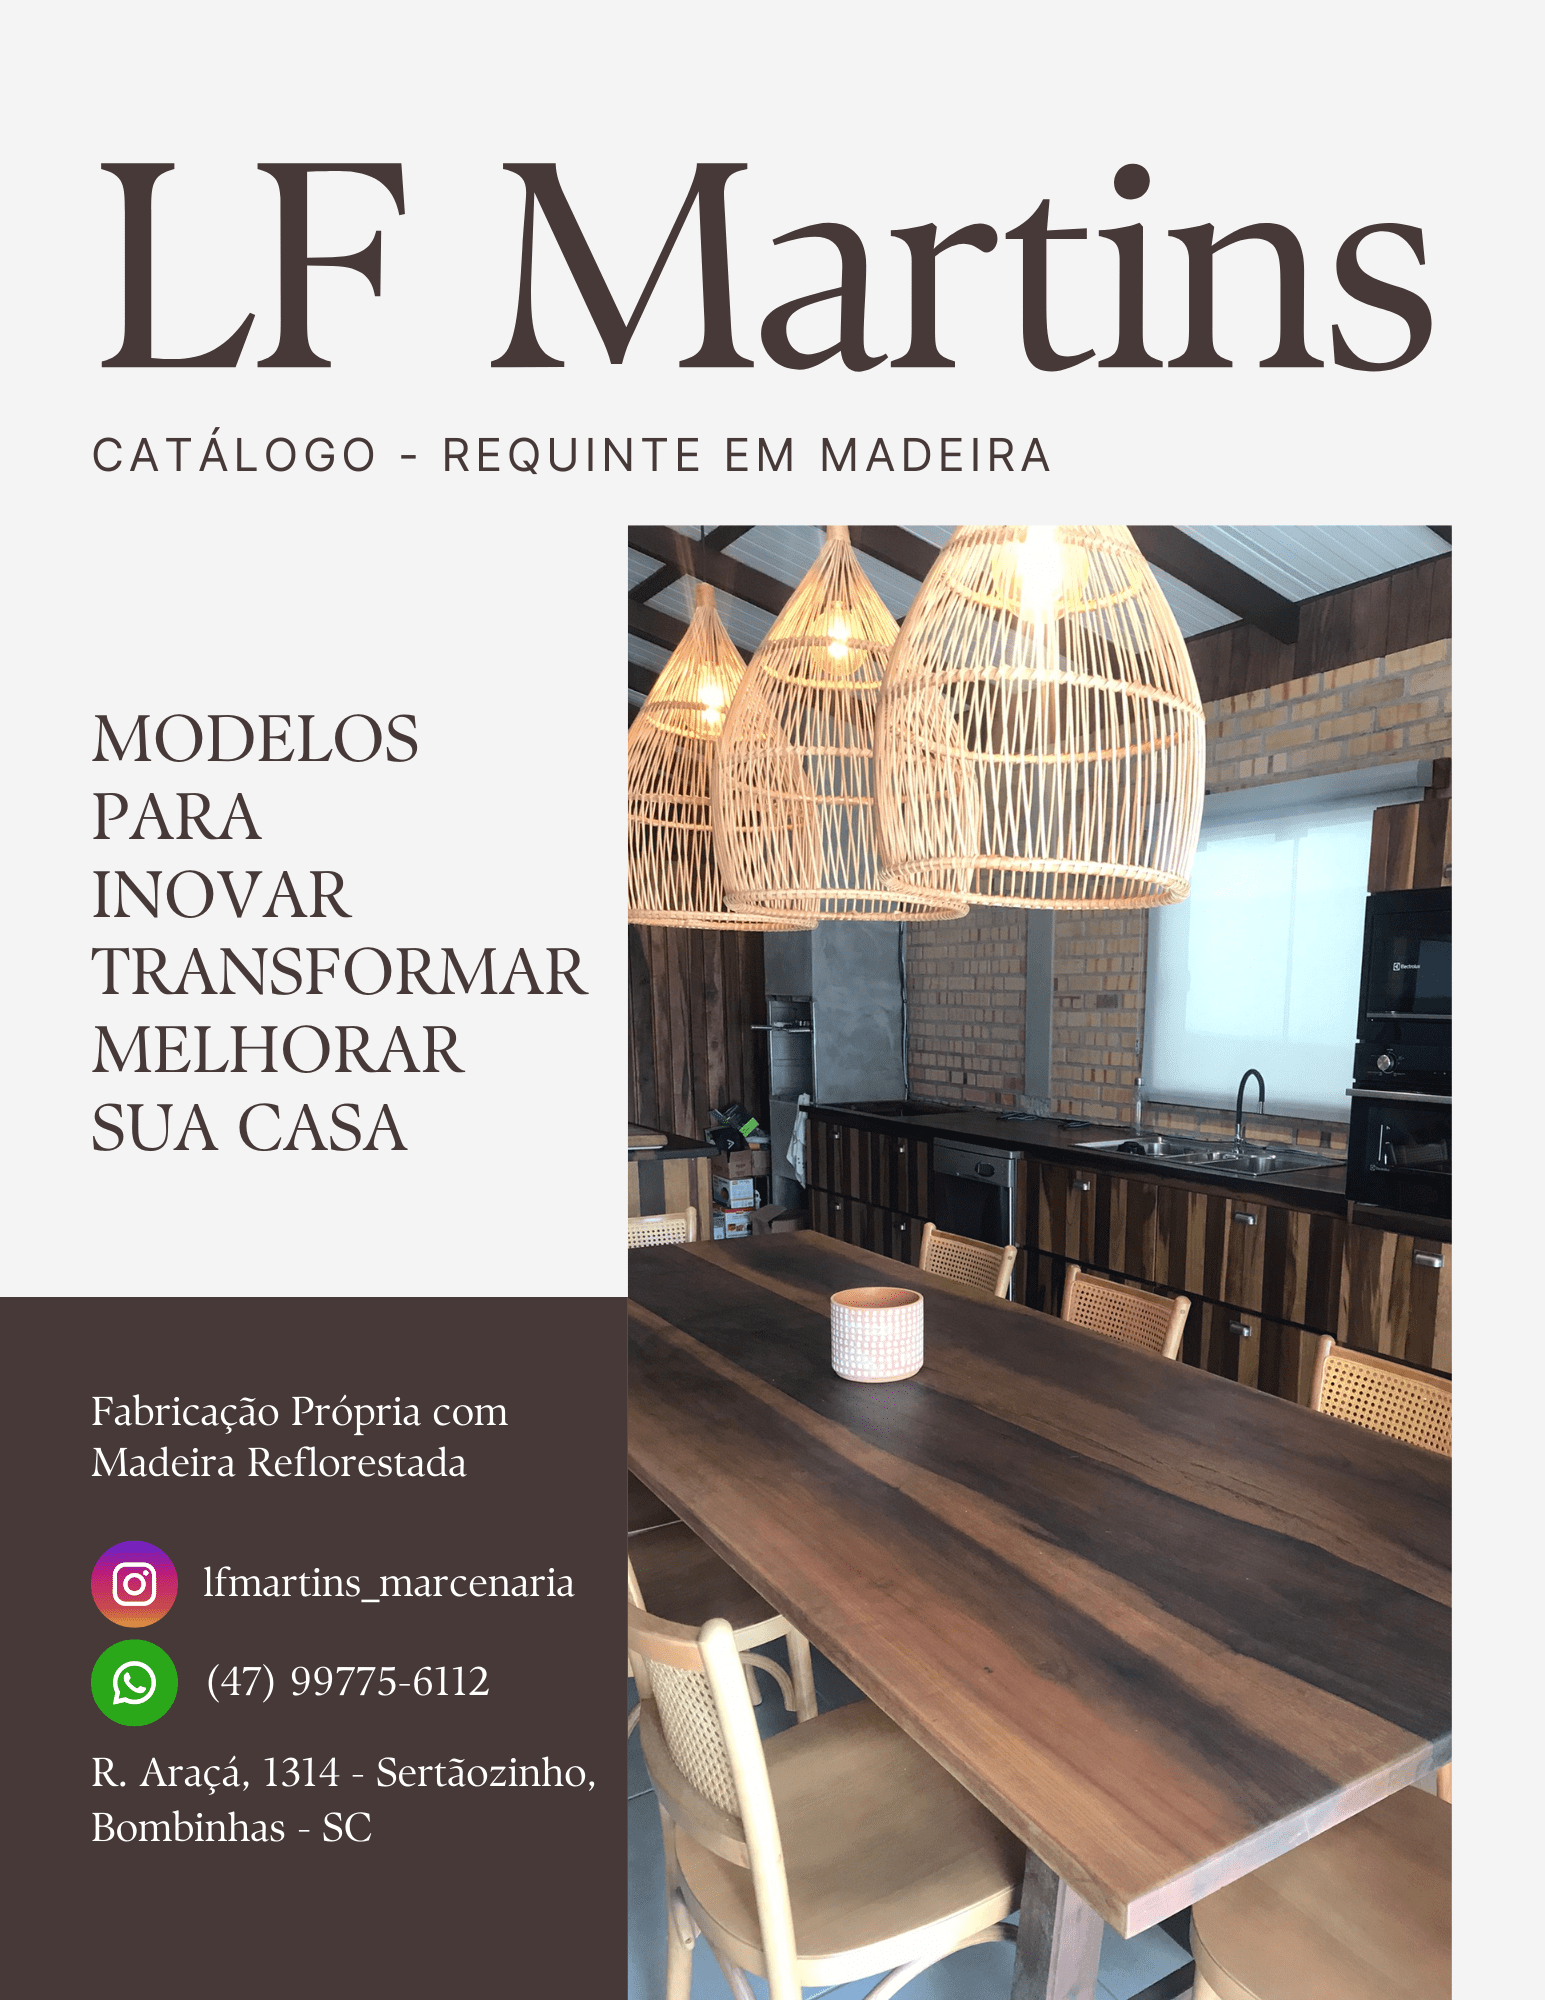 LF Martins
CATÁLOGO - REQUINTE EM MADEIRA
MODELOS
PARA
INOVAR
TRANSFORMAR
MELHORAR
SUA CASA
Fabricação Própria com
Madeira Reflorestada
lfmartins_marcenaria
(47) 99775-6112
R. Araçá, 1314 - Sertãozinho,
Bombinhas - SC
Electrolux